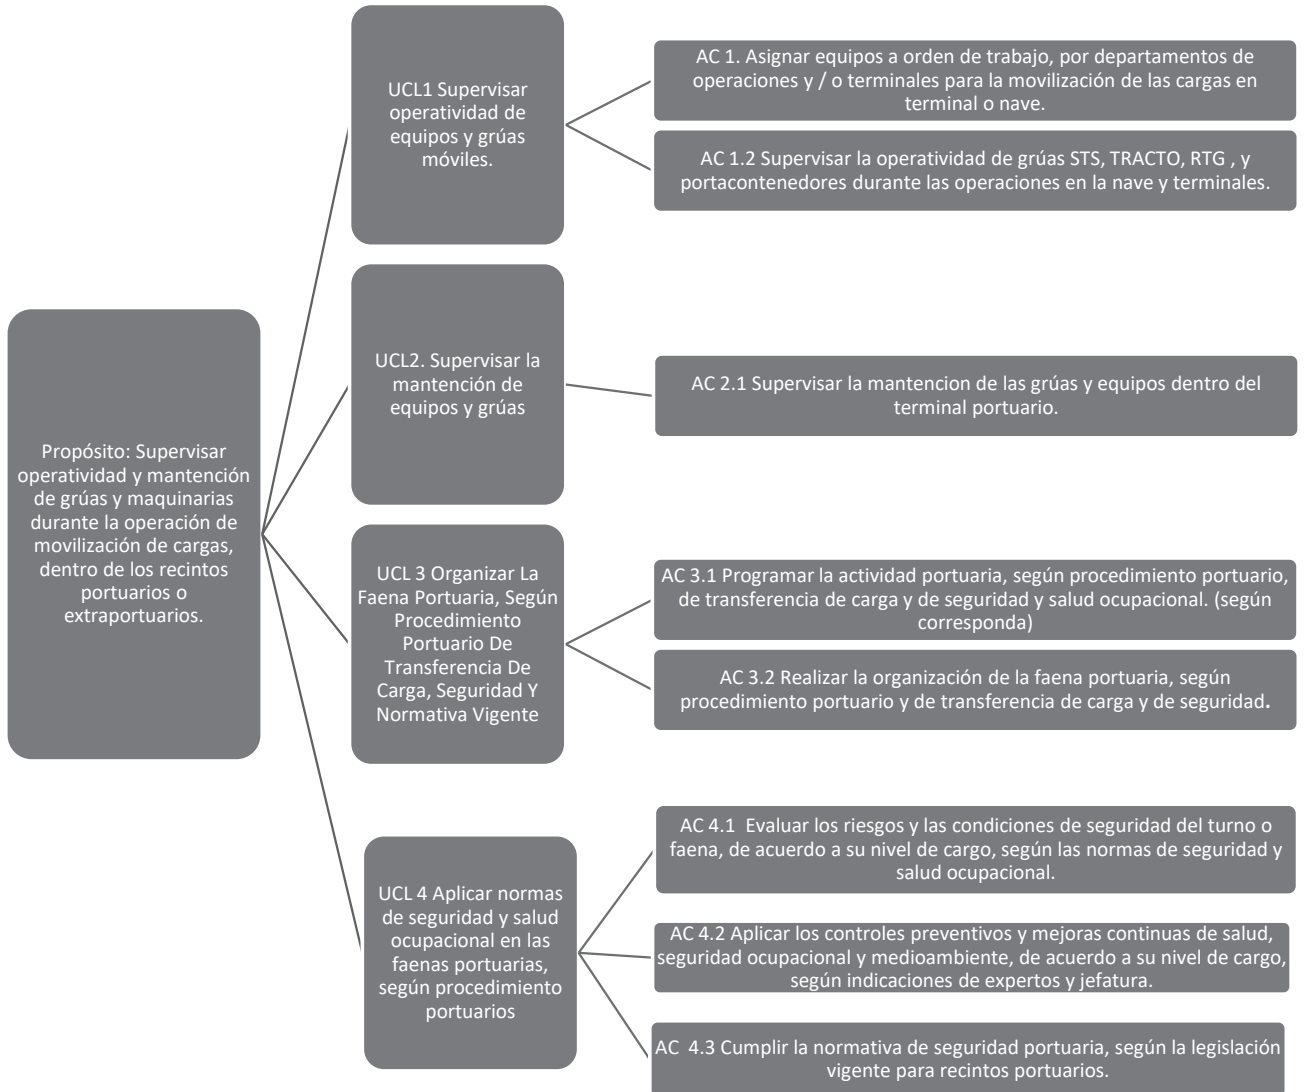 Propósito: Supervisar
operatividad y mantención
de grúas y maquinarias
durante la operación de
movilización de cargas,
dentro de los recintos
portuarios o
extraportuarios.
UCL1 Supervisar
operatividad de
equipos y grúas
móviles.
AC 1. Asignar equipos a orden de trabajo, por departamentos de
operaciones y / o terminales para la movilización de las cargas en
terminal o nave.
AC 1.2 Supervisar la operatividad de grúas STS, TRACTO, RTG , y
portacontenedores durante las operaciones en la nave y terminales.
UCL2. Supervisar la
mantención de
equipos y grúas
AC 2.1 Supervisar la mantencion de las grúas y equipos dentro del
terminal portuario.
UCL 3 Organizar La
Faena Portuaria, Según
Procedimiento
Portuario De
Transferencia De
Carga, Seguridad Y
Normativa Vigente
AC 3.1 Programar la actividad portuaria, según procedimiento portuario,
de transferencia de carga y de seguridad y salud ocupacional. (según
corresponda)
AC 3.2 Realizar la organización de la faena portuaria, según
procedimiento portuario y de transferencia de carga y de seguridad.
UCL 4 Aplicar normas
de seguridad y salud
ocupacional en las
faenas portuarias,
según procedimiento
portuarios
AC 4.1 Evaluar los riesgos y las condiciones de seguridad del turno o
faena, de acuerdo a su nivel de cargo, según las normas de seguridad y
salud ocupacional.
AC 4.2 Aplicar los controles preventivos y mejoras continuas de salud,
seguridad ocupacional y medioambiente, de acuerdo a su nivel de cargo,
según indicaciones de expertos y jefatura.
AC 4.3 Cumplir la normativa de seguridad portuaria, según la legislación
vigente para recintos portuarios.